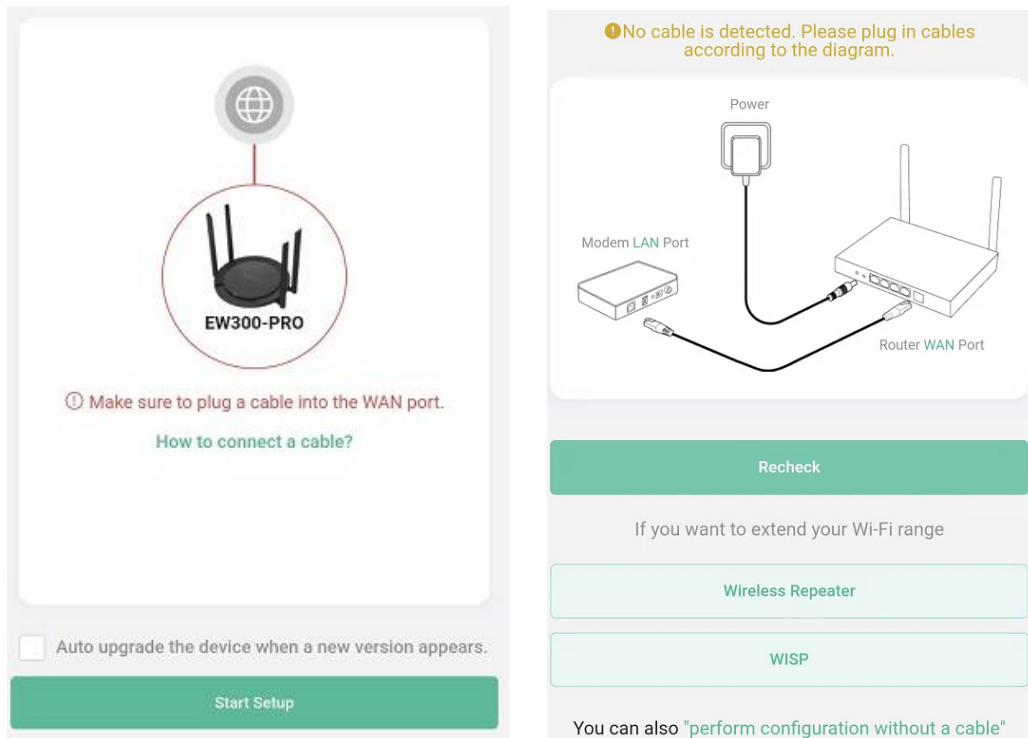 EW300-PRO
Make sure to plug a cable into the WAN port.
How to connect a cable?
Auto upgrade the device when a new version appears.
Start Setup
No cable is detected. Please plug in cables
according to the diagram.
Power
Modem LAN Port
Router WAN Port
Recheck
If you want to extend your Wi-Fi range
Wireless Repeater
WISP
You can also "perform configuration without a cable"